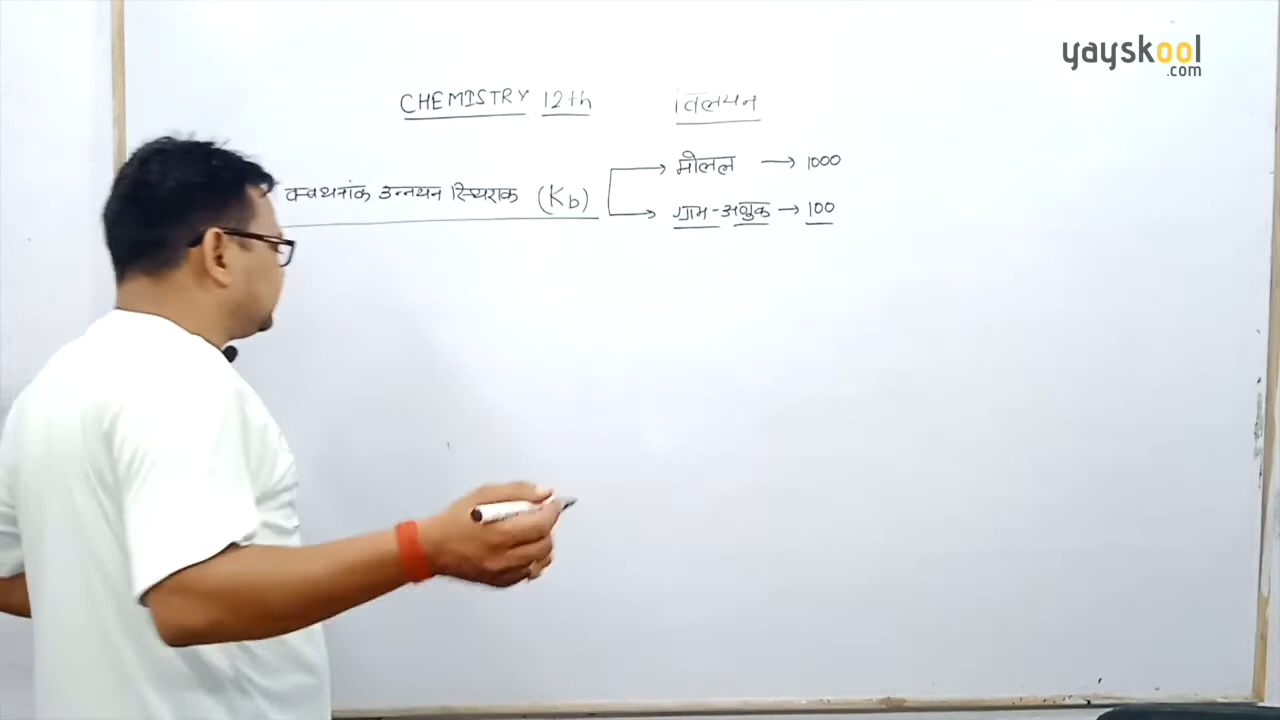 yayskool
.com
CHEMISTRY 12th विलयन
क्वथनांक उन्नयन स्थिरांक (Kb)
मोलल → 1000
ग्राम-अणुक → 100